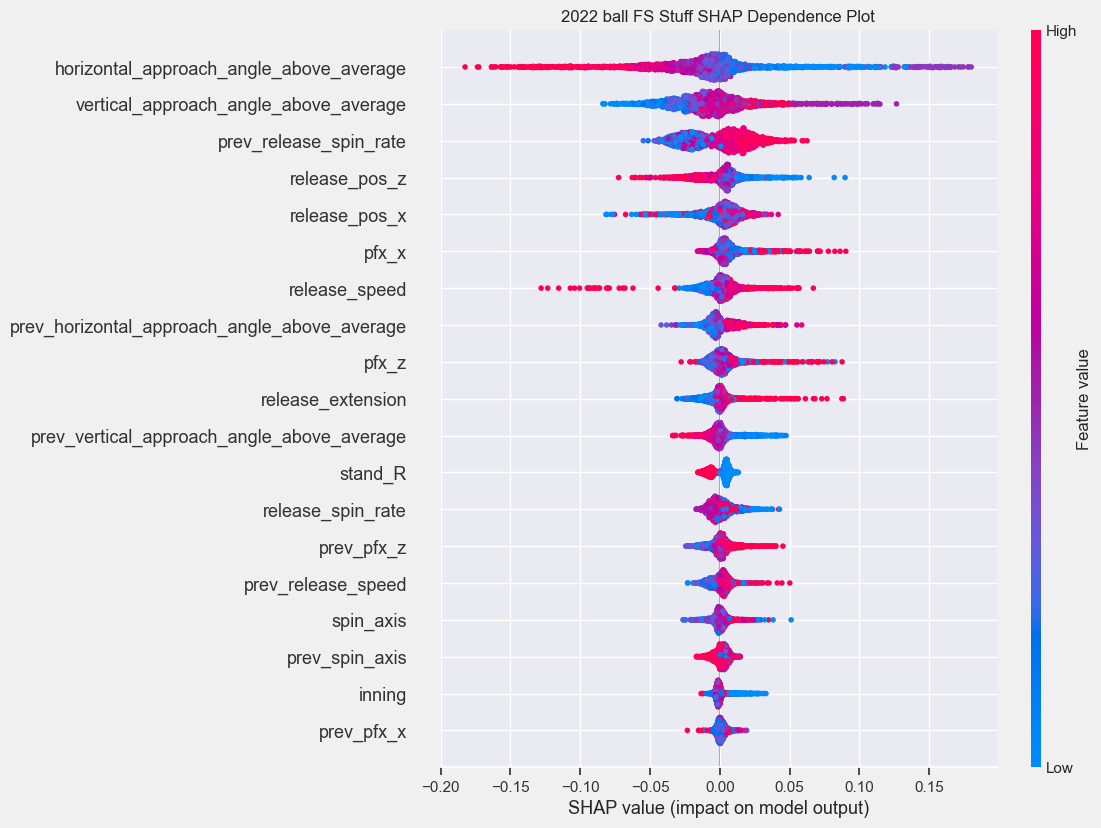 2022 ball FS Stuff SHAP Dependence Plot
High
horizontal_approach_angle_above_average
vertical_approach_angle_above_average
prev_release_spin_rate
release_pos_z
release_pos_x
pfx_x
release_speed
prev_horizontal_approach_angle_above_average
pfx_z
release_extension
prev_vertical_approach_angle_above_average
stand_R
release_spin_rate
prev_pfx_z
prev_release_speed
spin_axis
prev_spin_axis
inning
prev_pfx_x
Feature value
Low
−0.20 −0.15 −0.10 −0.05 0.00 0.05 0.10 0.15
SHAP value (impact on model output)